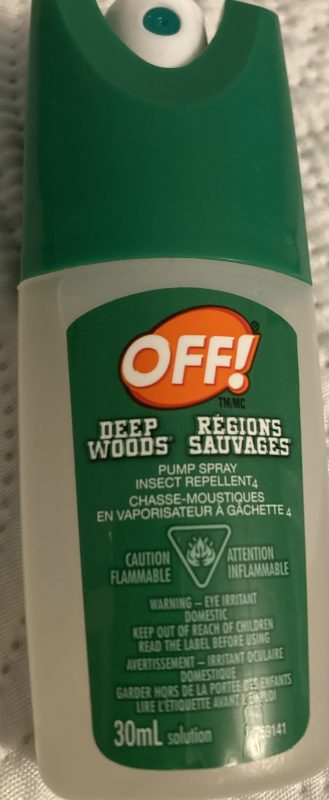 OFF!®
TM/MC
DEEP RÉGIONS
WOODS® SAUVAGES®
PUMP SPRAY
INSECT REPELLENT4
CHASSE-MOUSTIQUES
EN VAPORISATEUR À GÂCHETTE 4
CAUTION ATTENTION
FLAMMABLE INFLAMMABLE
WARNING – EYE IRRITANT
DOMESTIC
KEEP OUT OF REACH OF CHILDREN
READ THE LABEL BEFORE USING
AVERTISSEMENT – IRRITANT OCULAIRE
DOMESTIQUE
GARDER HORS DE LA PORTÉE DES ENFANTS
LIRE L'ÉTIQUETTE AVANT L'EMPLOI
30mL solution